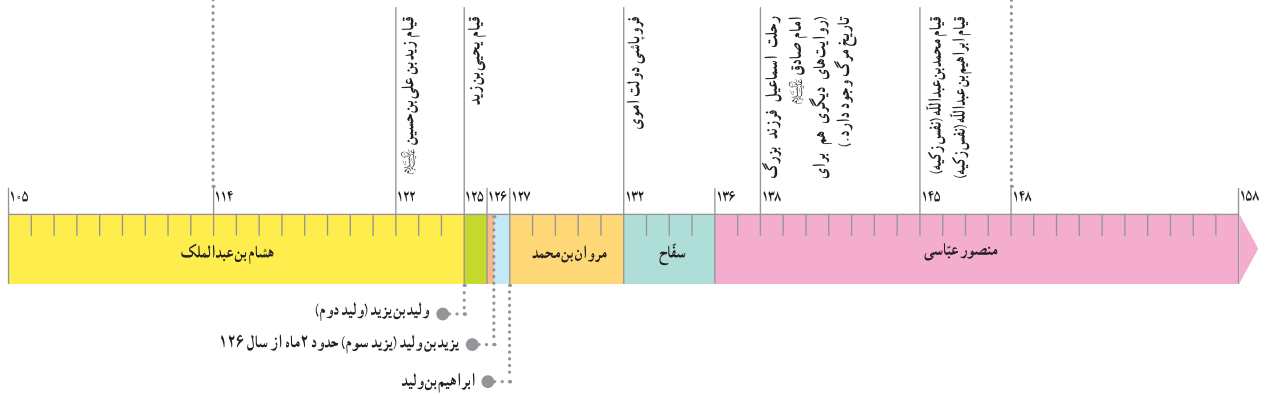 قیام زید بن علی بن حسین علیه‌السلام
قیام یحیی بن زید
فروپاشی دولت اموی
رحلت اسماعیل فرزند بزرگ
امام صادق علیه‌السلام
(روایت‌های دیگری هم برای
تاریخ مرگ وجود دارد.)
قیام محمد بن عبدالله (نفس زکیه)
قیام ابراهیم بن عبدالله (نفس زکیه)
۱۰۵
۱۱۴
۱۲۲
۱۲۵
۱۲۶
۱۲۷
۱۳۲
۱۳۶
۱۳۸
۱۴۵
۱۴۸
۱۵۸
هشام بن عبدالملک
مروان بن محمد
سفّاح
منصور عبّاسی
ولید بن یزید (ولید دوم)
یزید بن ولید (یزید سوم) حدود ۲ ماه از سال ۱۲۶
ابراهیم بن ولید